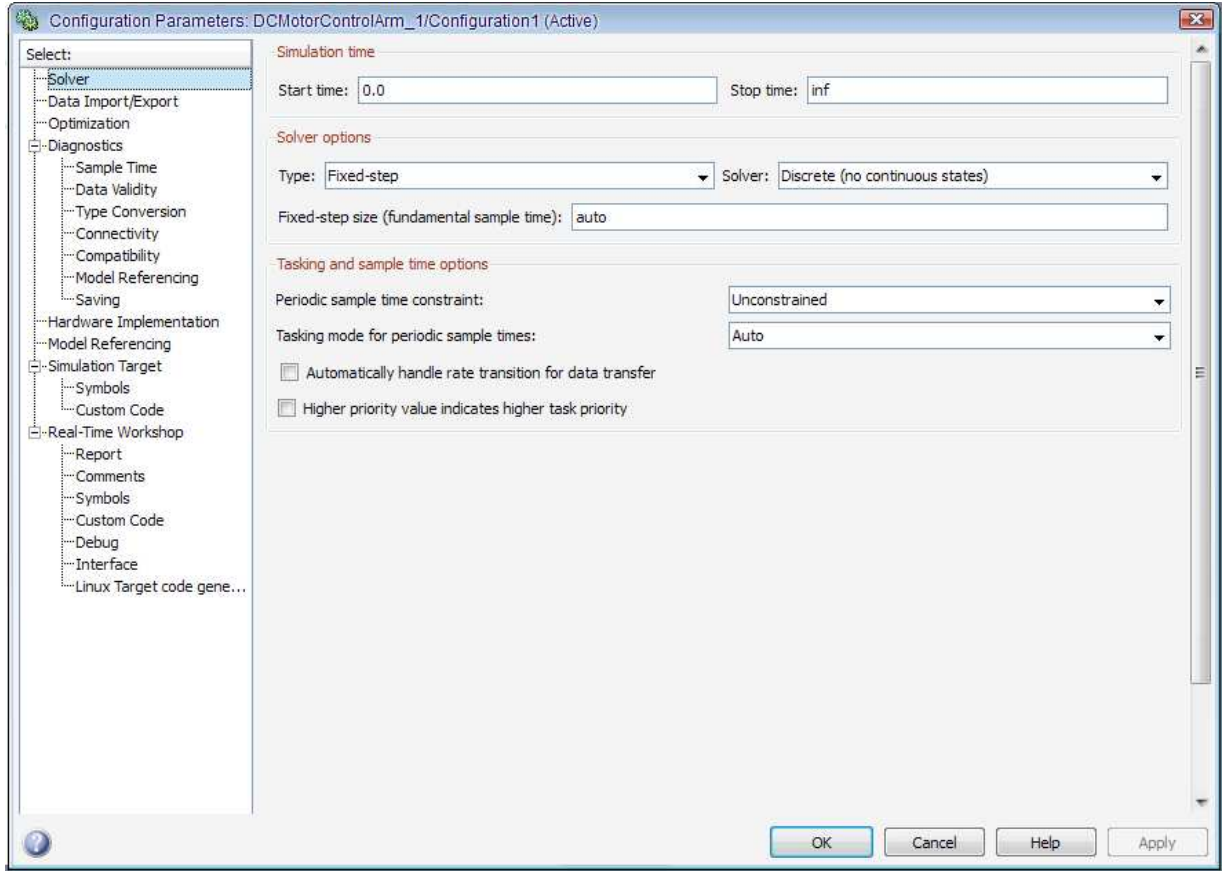 Configuration Parameters: DCMotorControlArm_1/Configuration1 (Active)
Select:
Solver
Data Import/Export
Optimization
Diagnostics
Sample Time
Data Validity
Type Conversion
Connectivity
Compatibility
Model Referencing
Saving
Hardware Implementation
Model Referencing
Simulation Target
Symbols
Custom Code
Real-Time Workshop
Report
Comments
Symbols
Custom Code
Debug
Interface
Linux Target code gene...
Simulation time
Start time: 0.0 Stop time: inf
Solver options
Type: Fixed-step Solver: Discrete (no continuous states)
Fixed-step size (fundamental sample time): auto
Tasking and sample time options
Periodic sample time constraint: Unconstrained
Tasking mode for periodic sample times: Auto
Automatically handle rate transition for data transfer
Higher priority value indicates higher task priority
OK Cancel Help Apply